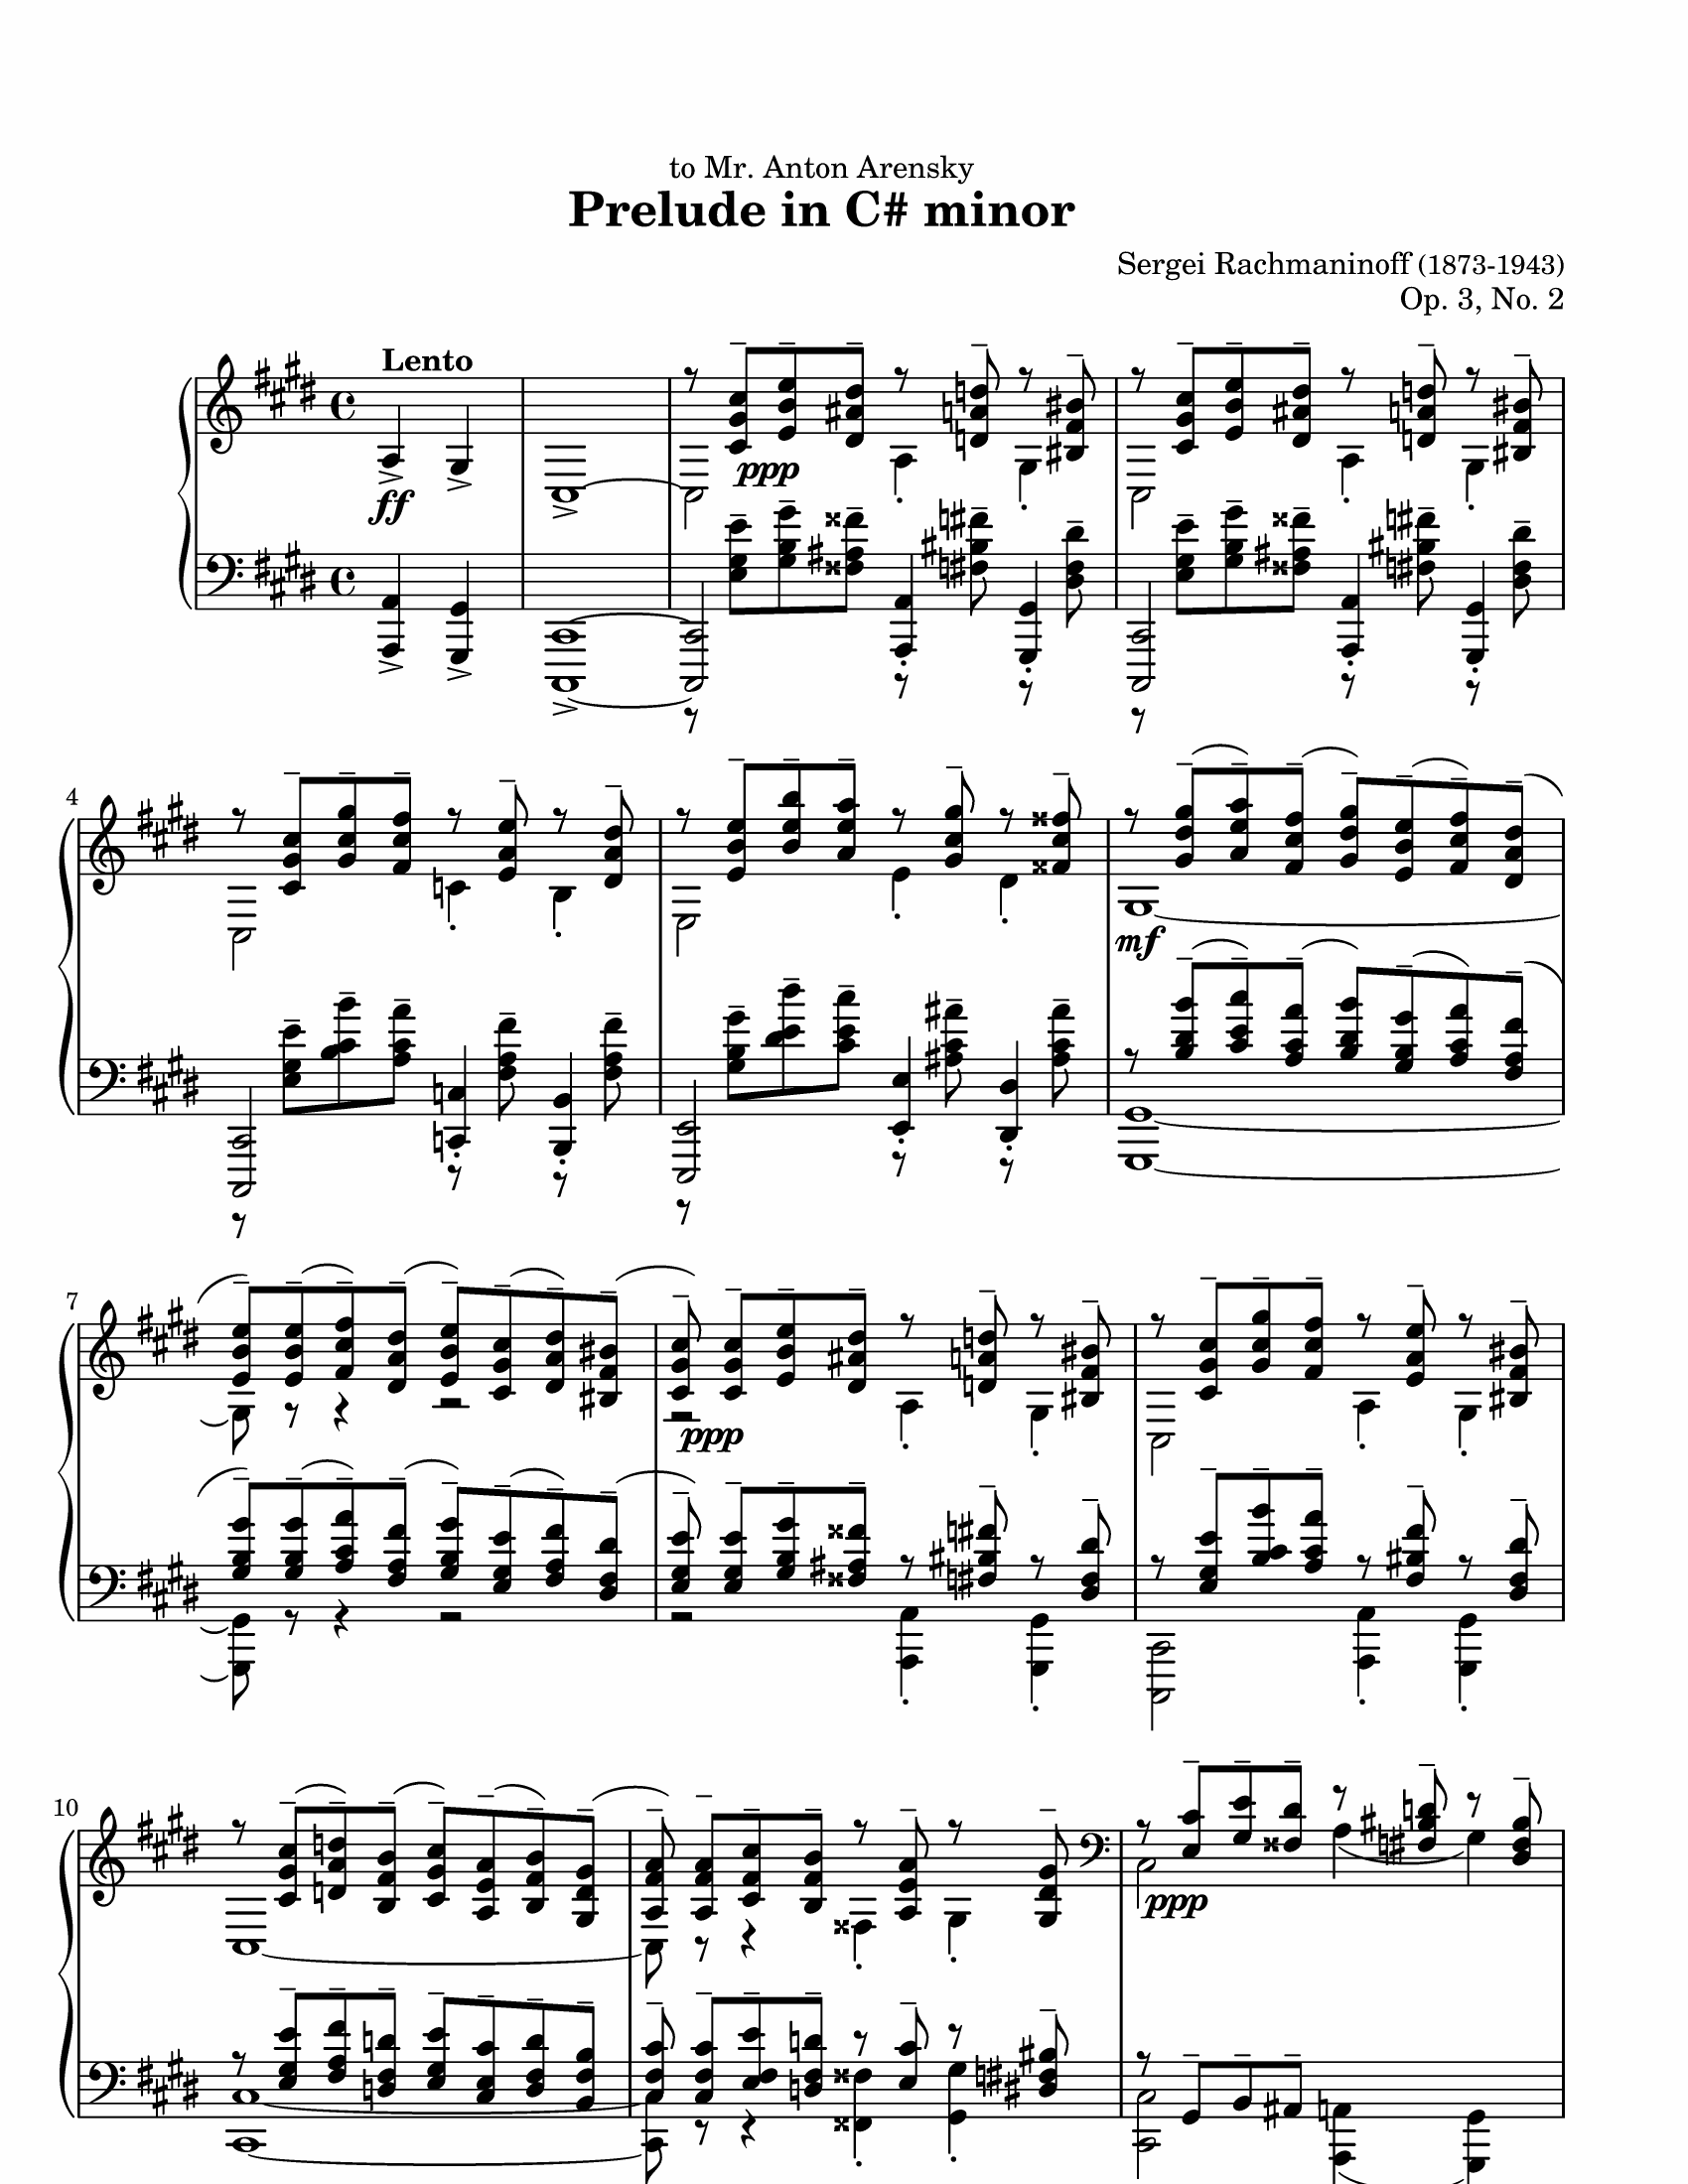 to Mr. Anton Arensky
Prelude in C# minor
Sergei Rachmaninoff (1873-1943)
Op. 3, No. 2
Lento
ppp
ff
4
mf
7
ppp
10
ppp